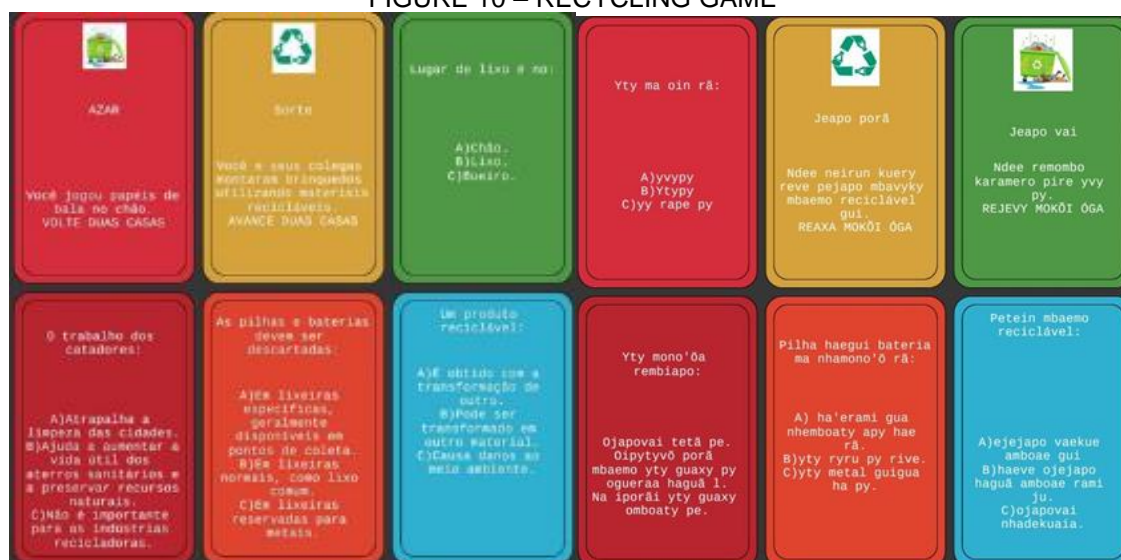 FIGURE 10 – RECYCLING GAME
AZAR
Você jogou papéis de
bala no chão.
VOLTE DUAS CASAS
Sorte
Você e seus colegas
montaram brinquedos
utilizando materiais
recicláveis.
AVANCE DUAS CASAS
Lugar de lixo é no:
A)Chão.
B)Lixo.
C)Bueiro.
Yty ma oin rã:
A)yvypy
B)Ytypy
C)yy rape py
Jeapo porã
Ndee neirun kuery
reve pejapo mbavyky
mbaemo reciclável
gui.
REAXA MOKÕI ÓGA
Jeapo vai
Ndee remombo
karamero pire yvy
py.
REJEVY MOKÕI ÓGA
O trabalho dos
catadores:
A)Atrapalha a
limpeza das cidades.
B)Ajuda a aumentar a
vida útil dos
aterros sanitários e
a preservar recursos
naturais.
C)Não é importante
para as indústrias
recicladoras.
As pilhas e baterias
devem ser
descartadas:
A)Em lixeiras
específicas,
geralmente
disponíveis em
pontos de coleta.
B)Em lixeiras
normais, como lixo
comum.
C)Em lixeiras
reservadas para
metais.
Um produto
reciclável:
A)É obtido com a
transformação de
outro.
B)Pode ser
transformado em
outro material.
C)Causa danos ao
meio ambiente.
Yty mono'õa
rembiapo:
Ojapovai tetã pe.
Oipytyvõ porã
mbaemo yty guaxy py
ogueraa haguã l.
Na iporãi yty guaxy
omboaty pe.
Pilha haegui bateria
ma nhamono'õ rã:
A) ha'erami gua
nhemboaty apy hae
rã.
B)yty ryru py rive.
C)yty metal guigua
ha py.
Petein mbaemo
reciclável:
A)ejejapo vaekue
amboae gui
B)haeve ojejapo
haguã amboae rami
ju.
C)ojapovai
nhadekuaia.